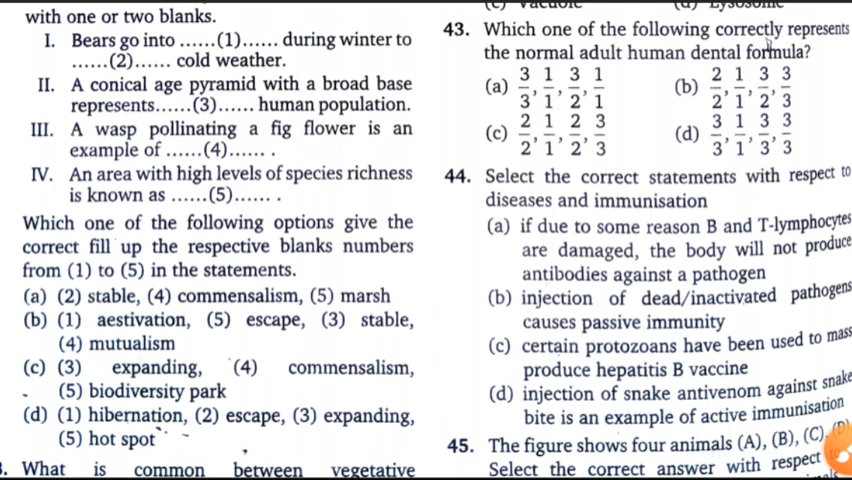 with one or two blanks.
I. Bears go into ......(1)...... during winter to
......(2)...... cold weather.
II. A conical age pyramid with a broad base
represents......(3)...... human population.
III. A wasp pollinating a fig flower is an
example of ......(4)...... .
IV. An area with high levels of species richness
is known as ......(5)...... .
Which one of the following options give the
correct fill up the respective blanks numbers
from (1) to (5) in the statements.
(a) (2) stable, (4) commensalism, (5) marsh
(b) (1) aestivation, (5) escape, (3) stable,
(4) mutualism
(c) (3) expanding, (4) commensalism,
(5) biodiversity park
(d) (1) hibernation, (2) escape, (3) expanding,
(5) hot spot
What is common between vegetative
(c) Vacuole (d) Lysosome
43. Which one of the following correctly represents
the normal adult human dental formula?
(a) 3/3, 1/1, 3/2, 1/1 (b) 2/2, 1/1, 3/2, 3/3
(c) 2/2, 1/1, 2/2, 3/3 (d) 3/3, 1/1, 3/3, 3/3
44. Select the correct statements with respect to
diseases and immunisation
(a) if due to some reason B and T-lymphocytes
are damaged, the body will not produce
antibodies against a pathogen
(b) injection of dead/inactivated pathogens
causes passive immunity
(c) certain protozoans have been used to mass
produce hepatitis B vaccine
(d) injection of snake antivenom against snake
bite is an example of active immunisation
45. The figure shows four animals (A), (B), (C), (D)
Select the correct answer with respect